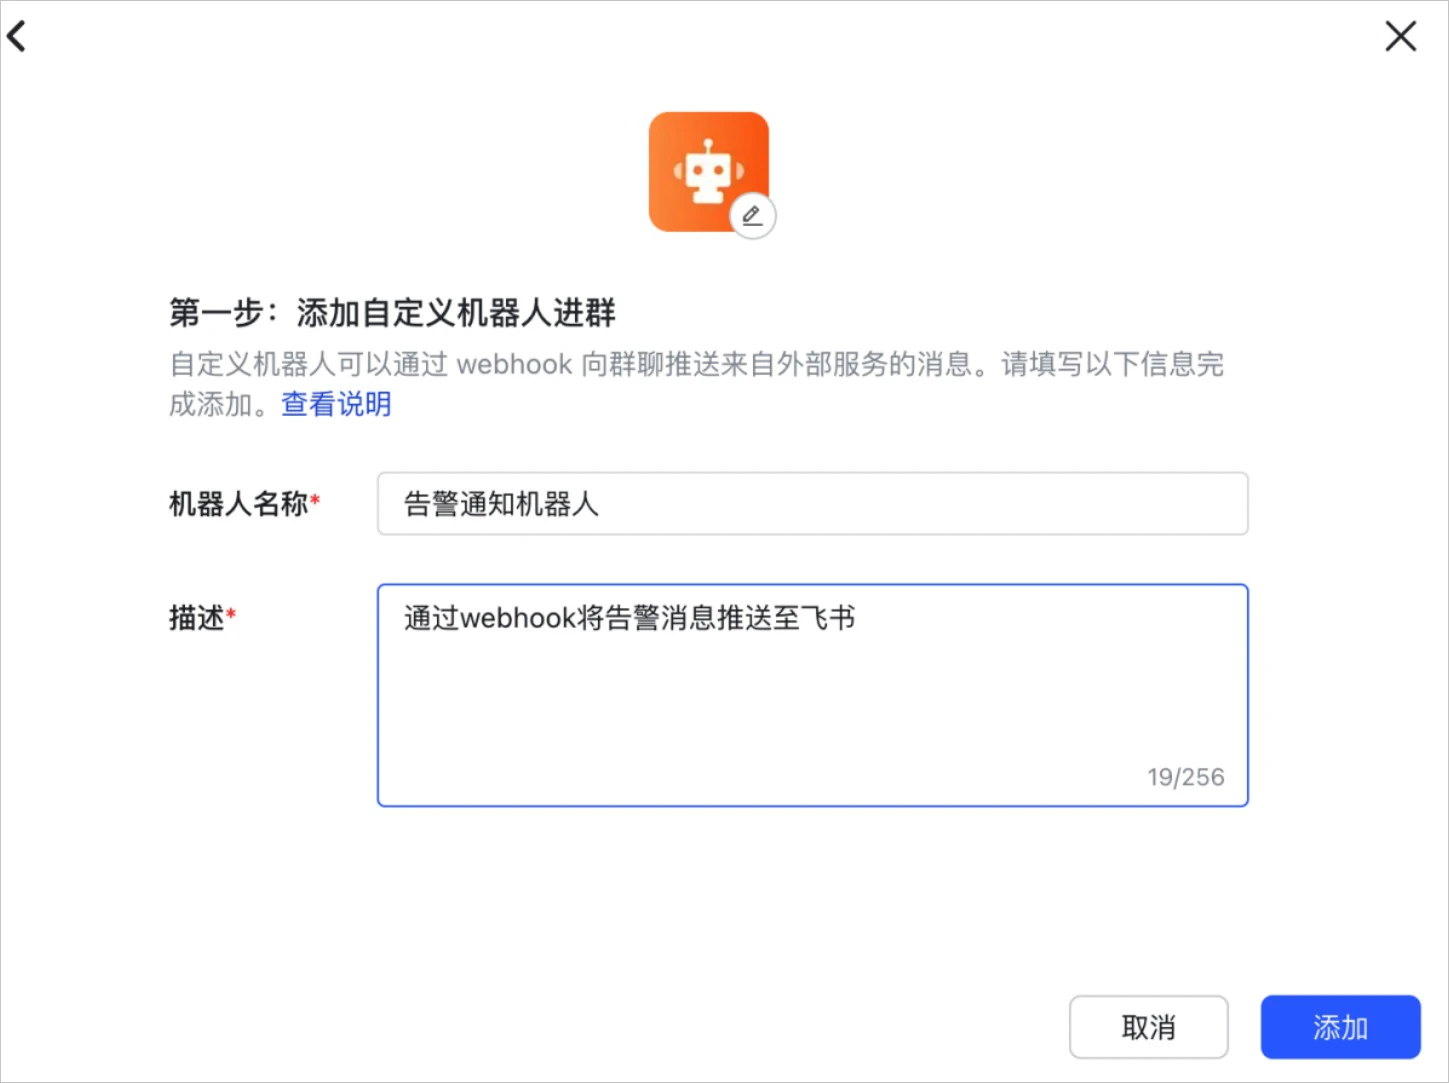 第一步：添加自定义机器人进群
自定义机器人可以通过 webhook 向群聊推送来自外部服务的消息。请填写以下信息完
成添加。查看说明
机器人名称*
告警通知机器人
描述*
通过webhook将告警消息推送至飞书
19/256
取消
添加